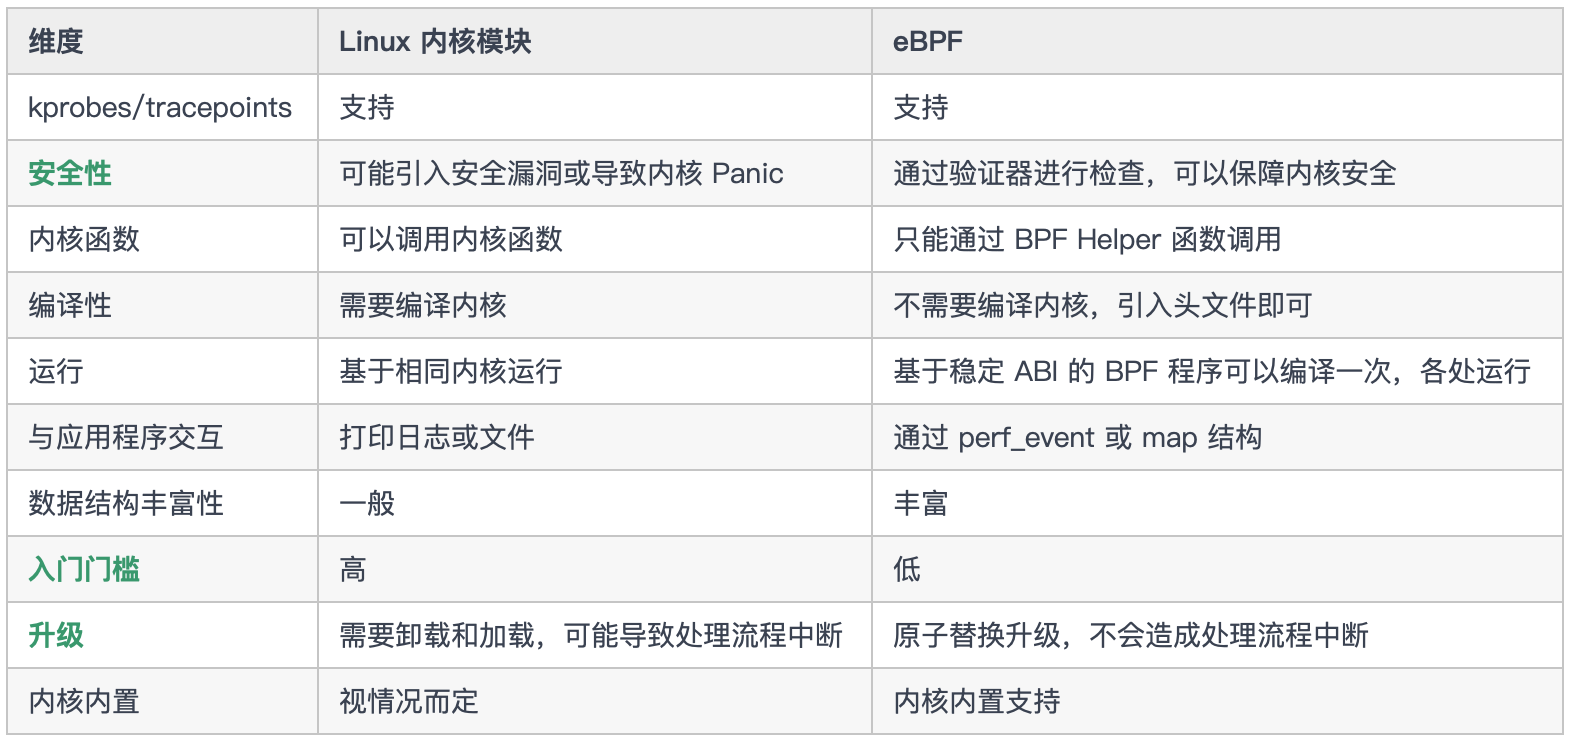 维度 Linux 内核模块 eBPF
kprobes/tracepoints 支持 支持
安全性 可能引入安全漏洞或导致内核 Panic 通过验证器进行检查，可以保障内核安全
内核函数 可以调用内核函数 只能通过 BPF Helper 函数调用
编译性 需要编译内核 不需要编译内核，引入头文件即可
运行 基于相同内核运行 基于稳定 ABI 的 BPF 程序可以编译一次，各处运行
与应用程序交互 打印日志或文件 通过 perf_event 或 map 结构
数据结构丰富性 一般 丰富
入门门槛 高 低
升级 需要卸载和加载，可能导致处理流程中断 原子替换升级，不会造成处理流程中断
内核内置 视情况而定 内核内置支持